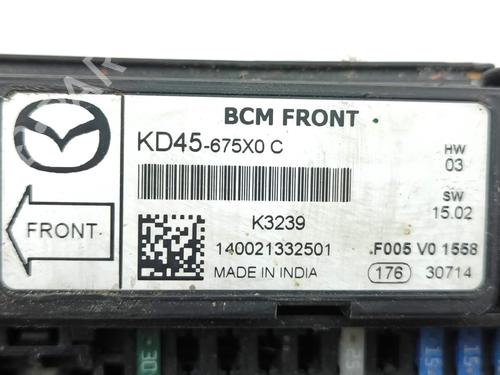 BCM FRONT
KD45-675X0 C
HW
03
SW
15.02
FRONT
K3239
140021332501
F005 V0 1558
MADE IN INDIA
176 30714